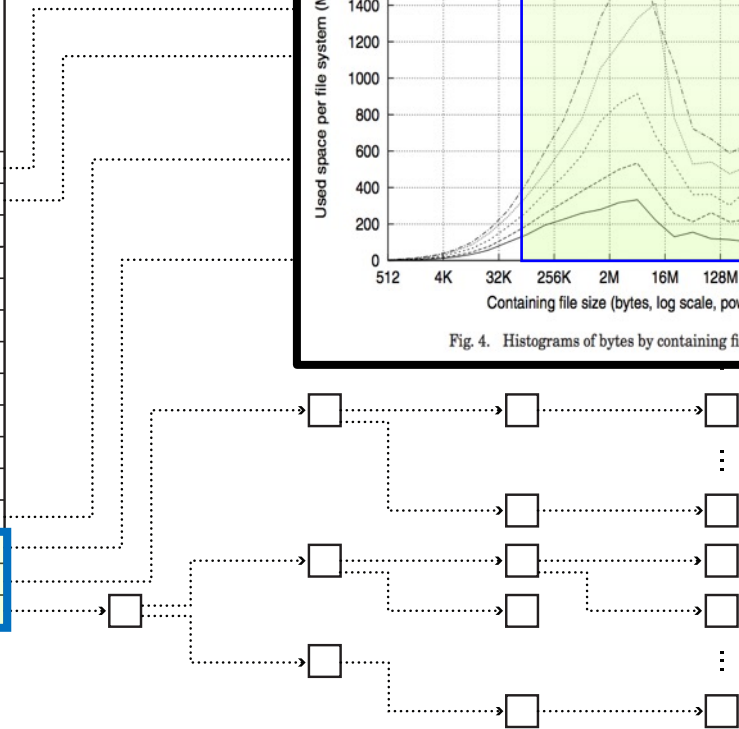 1400
1200
1000
800
600
400
200
0
Used space per file system
512 4K 32K 256K 2M 16M 128M
Containing file size (bytes, log scale,
Fig. 4. Histograms of bytes by containing